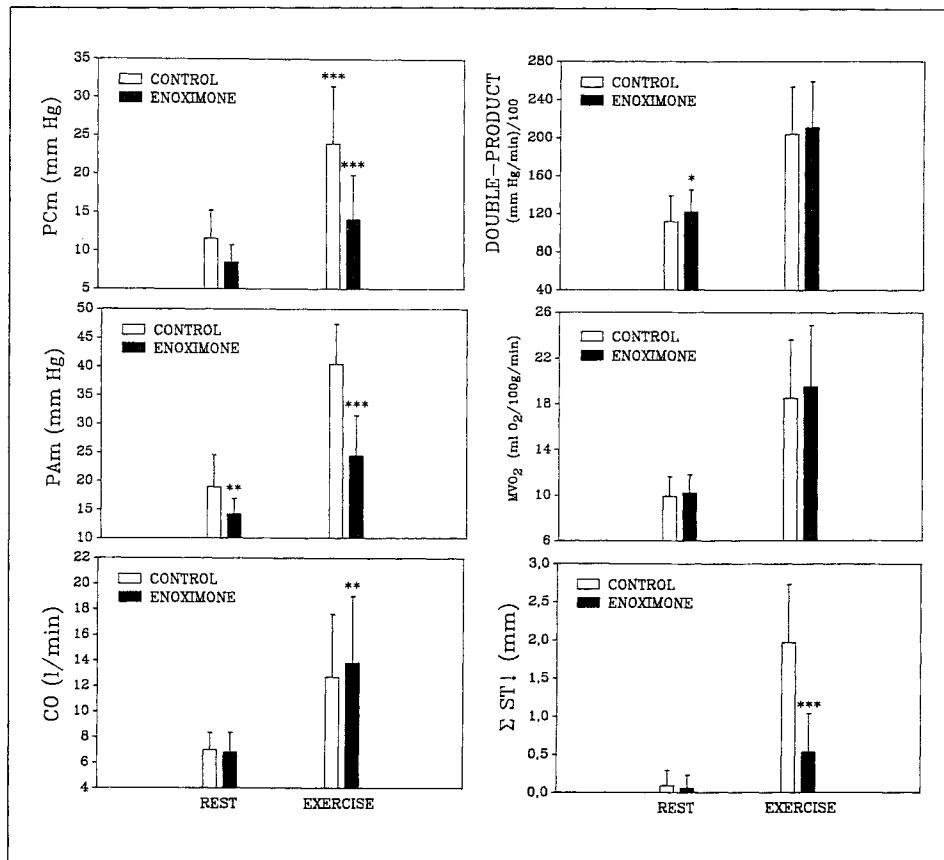 PCm (mm Hg)
35
30
25
20
15
10
5
CONTROL
ENOXIMONE
***
***
PAm (mm Hg)
50
45
40
35
30
25
20
15
10
CONTROL
ENOXIMONE
**
***
CO (l/min)
22
20
18
16
14
12
10
8
6
4
CONTROL
ENOXIMONE
**
REST EXERCISE
DOUBLE-PRODUCT
(mm Hg/min)/100
280
240
200
160
120
80
40
CONTROL
ENOXIMONE
*
MVO₂ (ml O₂/100g/min)
26
22
18
14
10
6
CONTROL
ENOXIMONE
Σ ST↓ (mm)
3,0
2,5
2,0
1,5
1,0
0,5
0,0
CONTROL
ENOXIMONE
***
REST EXERCISE